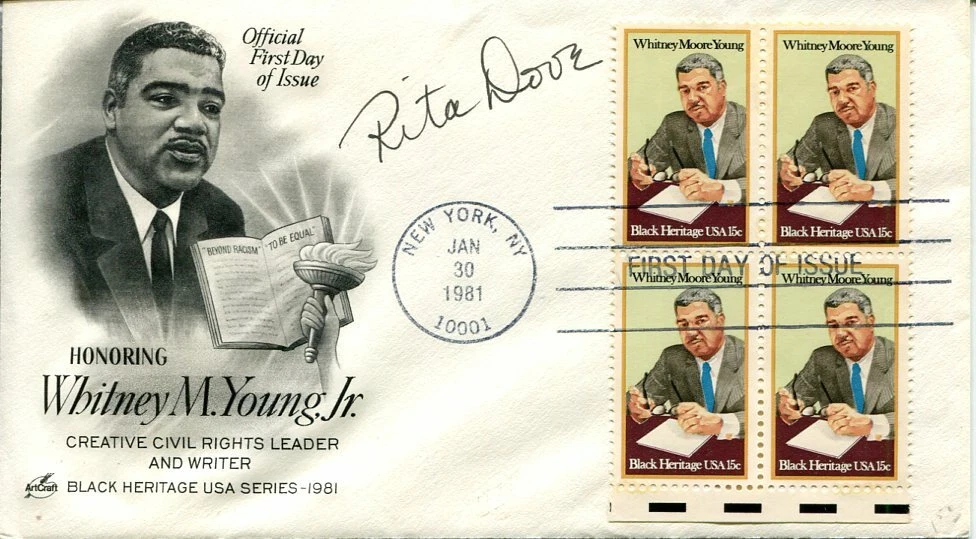 Official
First Day
of Issue
Rita Dove
"BEYOND RACISM"
"TO BE EQUAL"
HONORING
Whitney M. Young, Jr.
CREATIVE CIVIL RIGHTS LEADER
AND WRITER
ArtCraft
BLACK HERITAGE USA SERIES-1981
NEW YORK, NY
JAN
30
1981
10001
Whitney Moore Young
Black Heritage USA 15c
Whitney Moore Young
Black Heritage USA 15c
FIRST DAY OF ISSUE
Whitney Moore Young
Black Heritage USA 15c
Whitney Moore Young
Black Heritage USA 15c